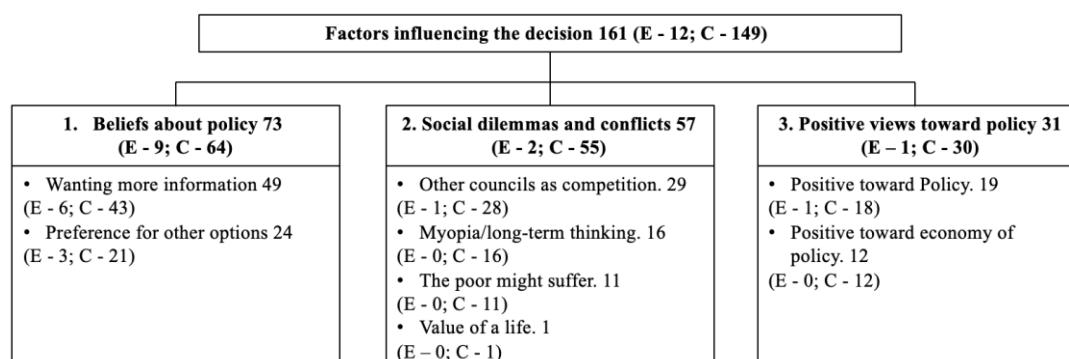 Factors influencing the decision 161 (E - 12; C - 149)
1. Beliefs about policy 73
(E - 9; C - 64)
• Wanting more information 49
(E - 6; C - 43)
• Preference for other options 24
(E - 3; C - 21)
2. Social dilemmas and conflicts 57
(E - 2; C - 55)
• Other councils as competition. 29
(E - 1; C - 28)
• Myopia/long-term thinking. 16
(E - 0; C - 16)
• The poor might suffer. 11
(E - 0; C - 11)
• Value of a life. 1
(E – 0; C - 1)
3. Positive views toward policy 31
(E – 1; C - 30)
• Positive toward Policy. 19
(E - 1; C - 18)
• Positive toward economy of
policy. 12
(E - 0; C - 12)